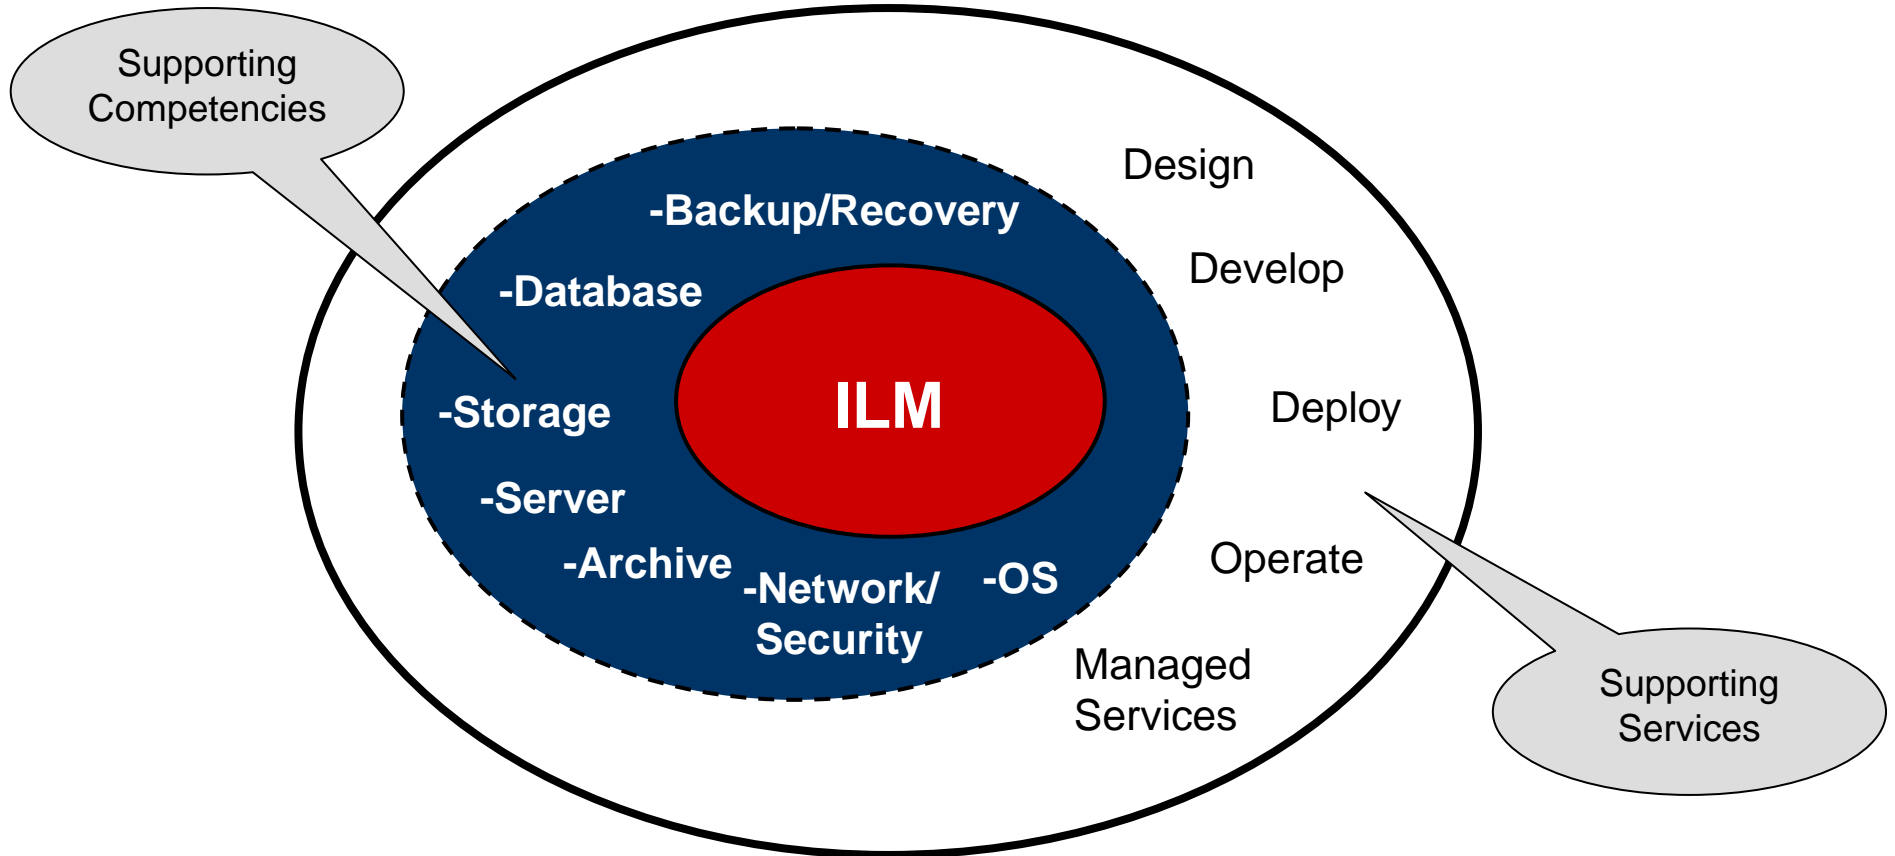 Supporting
Competencies
-Backup/Recovery
-Database
-Storage
-Server
-Archive
-Network/
Security
-OS
ILM
Design
Develop
Deploy
Operate
Managed
Services
Supporting
Services